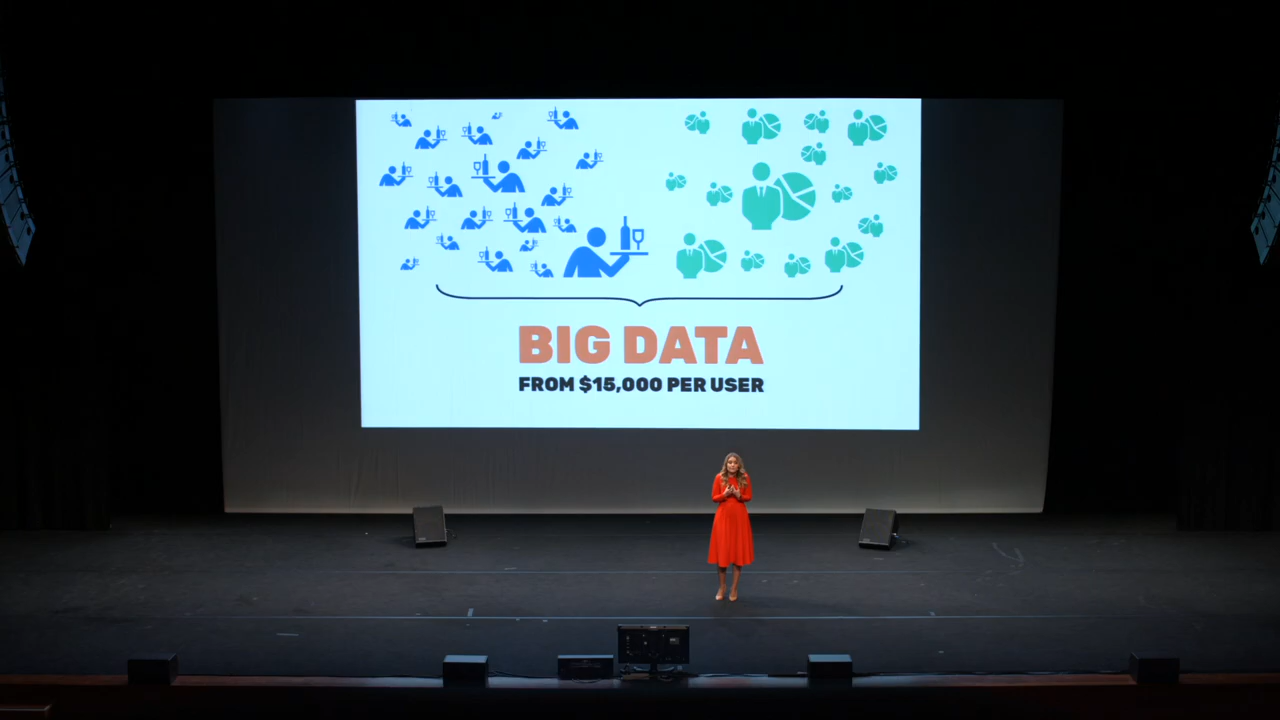 BIG DATA
FROM $15,000 PER USER